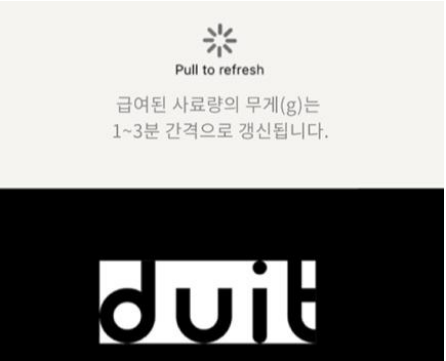 Pull to refresh
급여된 사료량의 무게(g)는
1~3분 간격으로 갱신됩니다.
duit